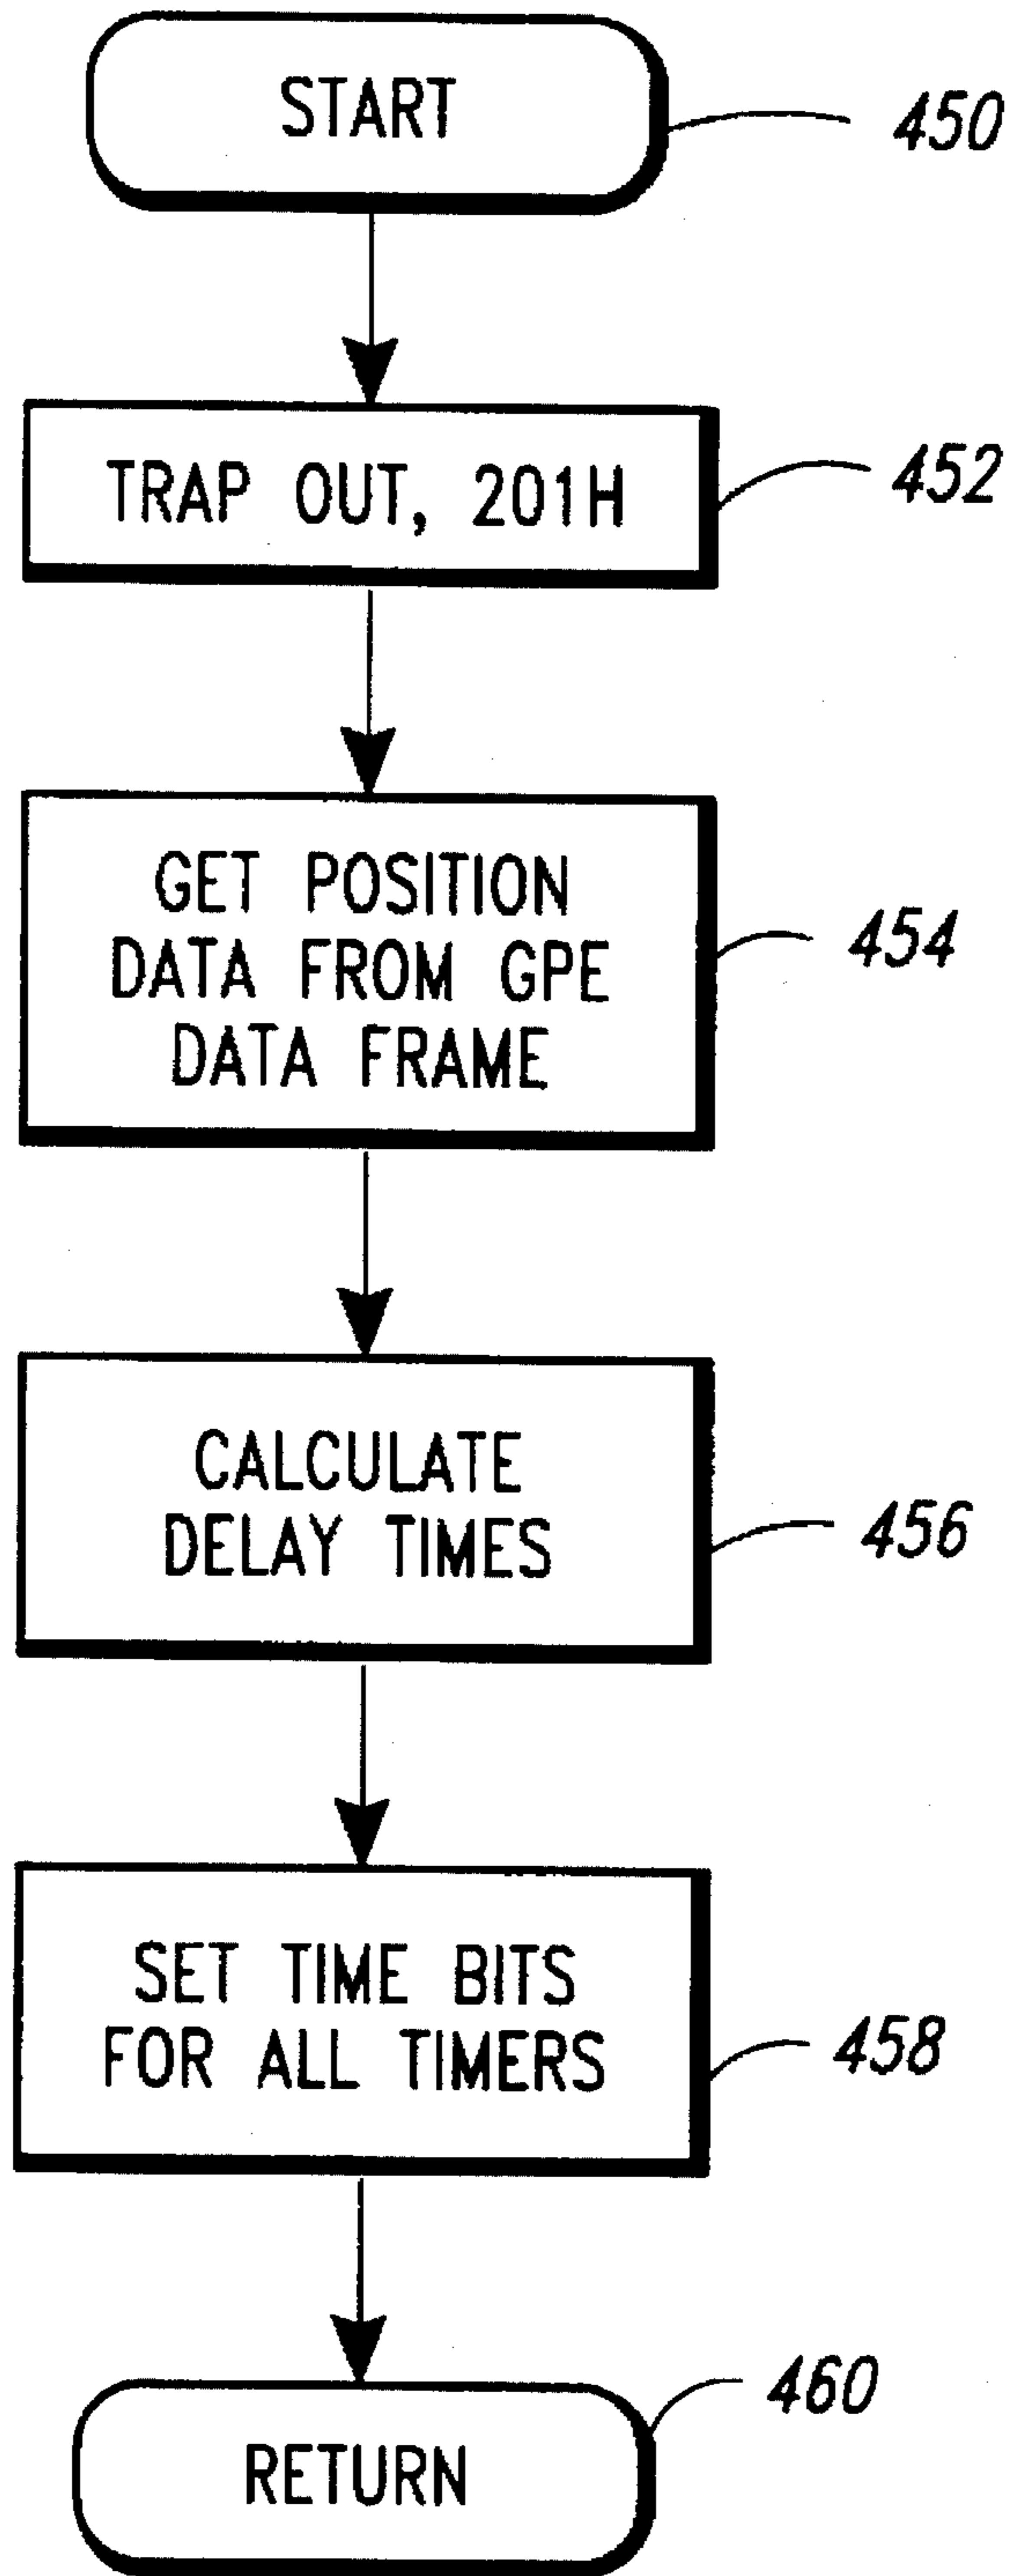 START
450
TRAP OUT, 201H
452
GET POSITION
DATA FROM GPE
DATA FRAME
454
CALCULATE
DELAY TIMES
456
SET TIME BITS
FOR ALL TIMERS
458
RETURN
460